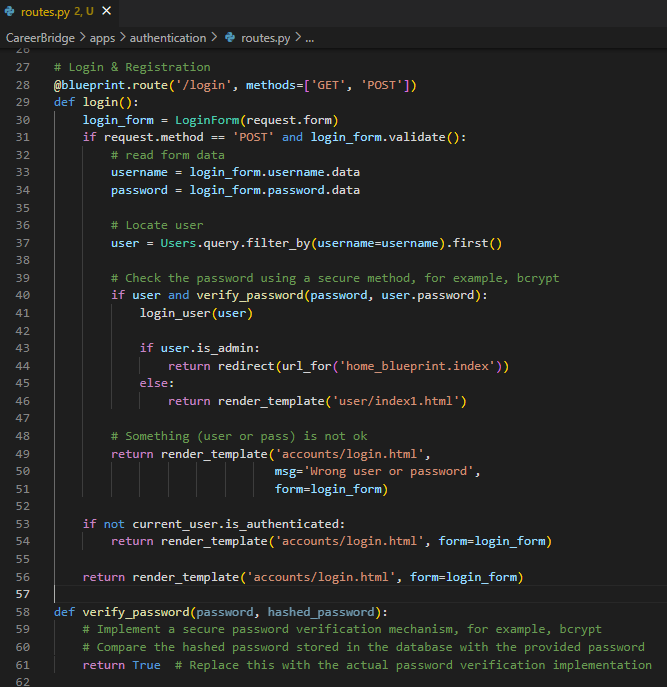 routes.py 2, U ×
CareerBridge > apps > authentication > routes.py > ...
26
27 # Login & Registration
28 @blueprint.route('/login', methods=['GET', 'POST'])
29 def login():
30     login_form = LoginForm(request.form)
31     if request.method == 'POST' and login_form.validate():
32         # read form data
33         username = login_form.username.data
34         password = login_form.password.data
35
36         # Locate user
37         user = Users.query.filter_by(username=username).first()
38
39         # Check the password using a secure method, for example, bcrypt
40         if user and verify_password(password, user.password):
41             login_user(user)
42
43             if user.is_admin:
44                 return redirect(url_for('home_blueprint.index'))
45             else:
46                 return render_template('user/index1.html')
47
48         # Something (user or pass) is not ok
49         return render_template('accounts/login.html',
50                                msg='Wrong user or password',
51                                form=login_form)
52
53     if not current_user.is_authenticated:
54         return render_template('accounts/login.html', form=login_form)
55
56     return render_template('accounts/login.html', form=login_form)
57
58 def verify_password(password, hashed_password):
59     # Implement a secure password verification mechanism, for example, bcrypt
60     # Compare the hashed password stored in the database with the provided password
61     return True  # Replace this with the actual password verification implementation
62